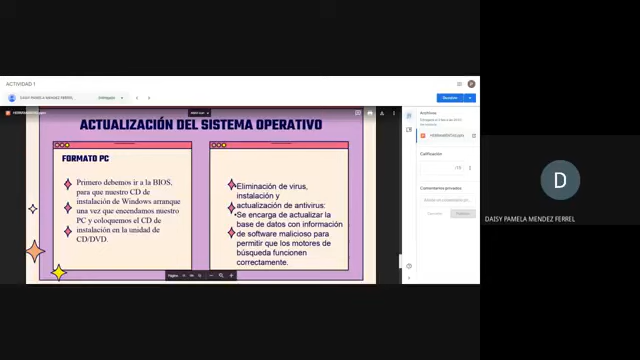 ACTIVIDAD 1
DAISY PAMELA MENDEZ FERREL
ACTUALIZACIÓN DEL SISTEMA OPERATIVO
FORMATO PC
Primero debemos ir a la BIOS,
para que nuestro CD de
instalación de Windows arranque
una vez que encendamos nuestro
PC y coloquemos el CD de
instalación en la unidad de
CD/DVD.
Eliminación de virus,
instalación y
actualización de antivirus:
•Se encarga de actualizar la
base de datos con información
de software malicioso para
permitir que los motores de
búsqueda funcionen
correctamente.
Página
Archivos
Calificación
Comentarios privados
D
DAISY PAMELA MENDEZ FERREL